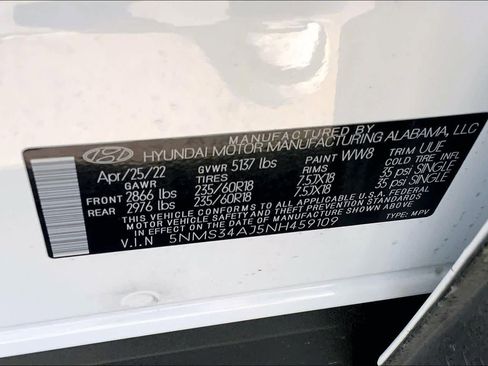 MANUFACTURED BY
HYUNDAI MOTOR MANUFACTURING ALABAMA, LLC
Apr/25/22 GVWR 5137 lbs PAINT WW8 TRIM UUE
GAWR TIRES RIMS COLD TIRE INFL
FRONT 2866 lbs 235/60R18 7.5JX18 35 psi SINGLE
REAR 2976 lbs 235/60R18 7.5JX18 35 psi SINGLE
THIS VEHICLE CONFORMS TO ALL APPLICABLE U.S.A. FEDERAL
MOTOR VEHICLE SAFETY AND BUMPER STANDARDS
IN EFFECT ON THE DATE OF MANUFACTURE SHOWN ABOVE.
V.I.N 5NMS34AJ5NH459109 TYPE: MPV